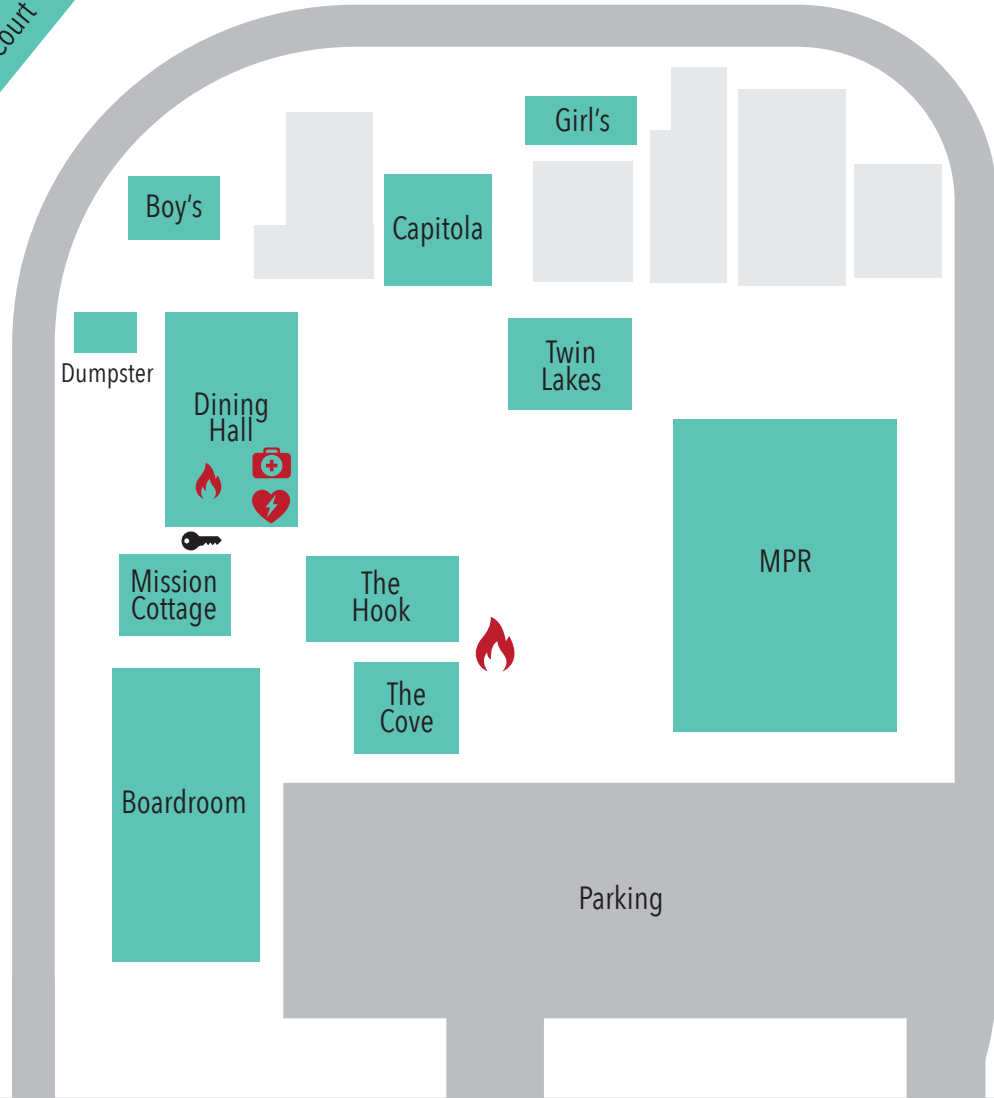 Court
Girl's
Boy's
Capitola
Twin
Lakes
Dumpster
Dining
Hall
MPR
Mission
Cottage
The
Hook
The
Cove
Boardroom
Parking